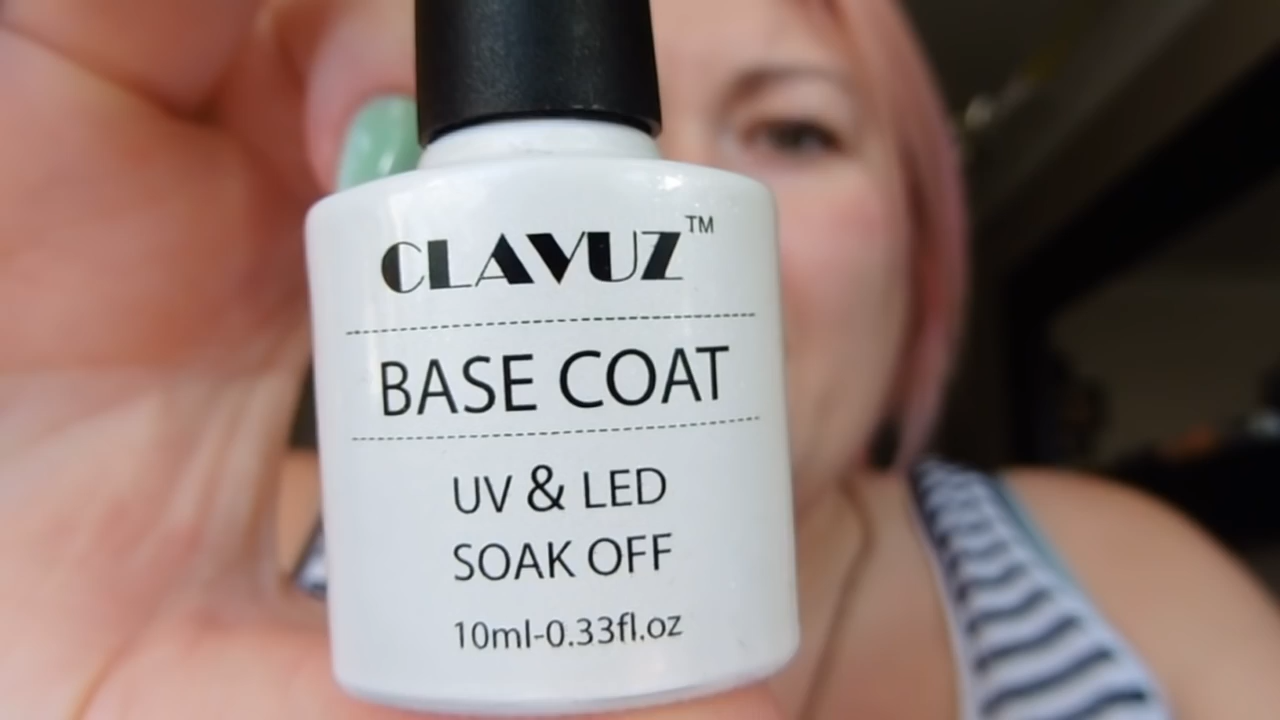 CLAVUZ™
BASE COAT
UV & LED
SOAK OFF
10ml-0.33fl.oz